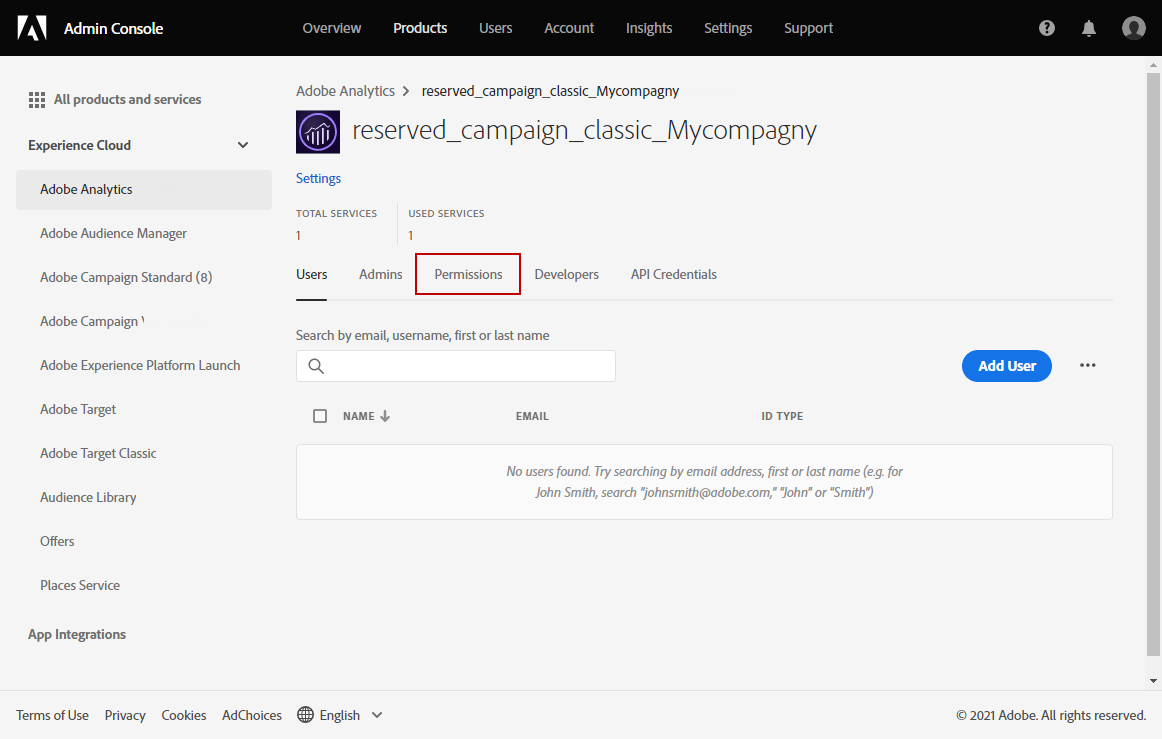 Admin Console
Overview Products Users Account Insights Settings Support
All products and services
Experience Cloud
Adobe Analytics
Adobe Audience Manager
Adobe Campaign Standard (8)
Adobe Campaign
Adobe Experience Platform Launch
Adobe Target
Adobe Target Classic
Audience Library
Offers
Places Service
App Integrations
Adobe Analytics > reserved_campaign_classic_Mycompagny
reserved_campaign_classic_Mycompagny
Settings
TOTAL SERVICES USED SERVICES
1 1
Users Admins Permissions Developers API Credentials
Search by email, username, first or last name
Add User
NAME EMAIL ID TYPE
No users found. Try searching by email address, first or last name (e.g. for
John Smith, search "johnsmith@adobe.com," "John" or "Smith")
Terms of Use Privacy Cookies AdChoices English © 2021 Adobe. All rights reserved.